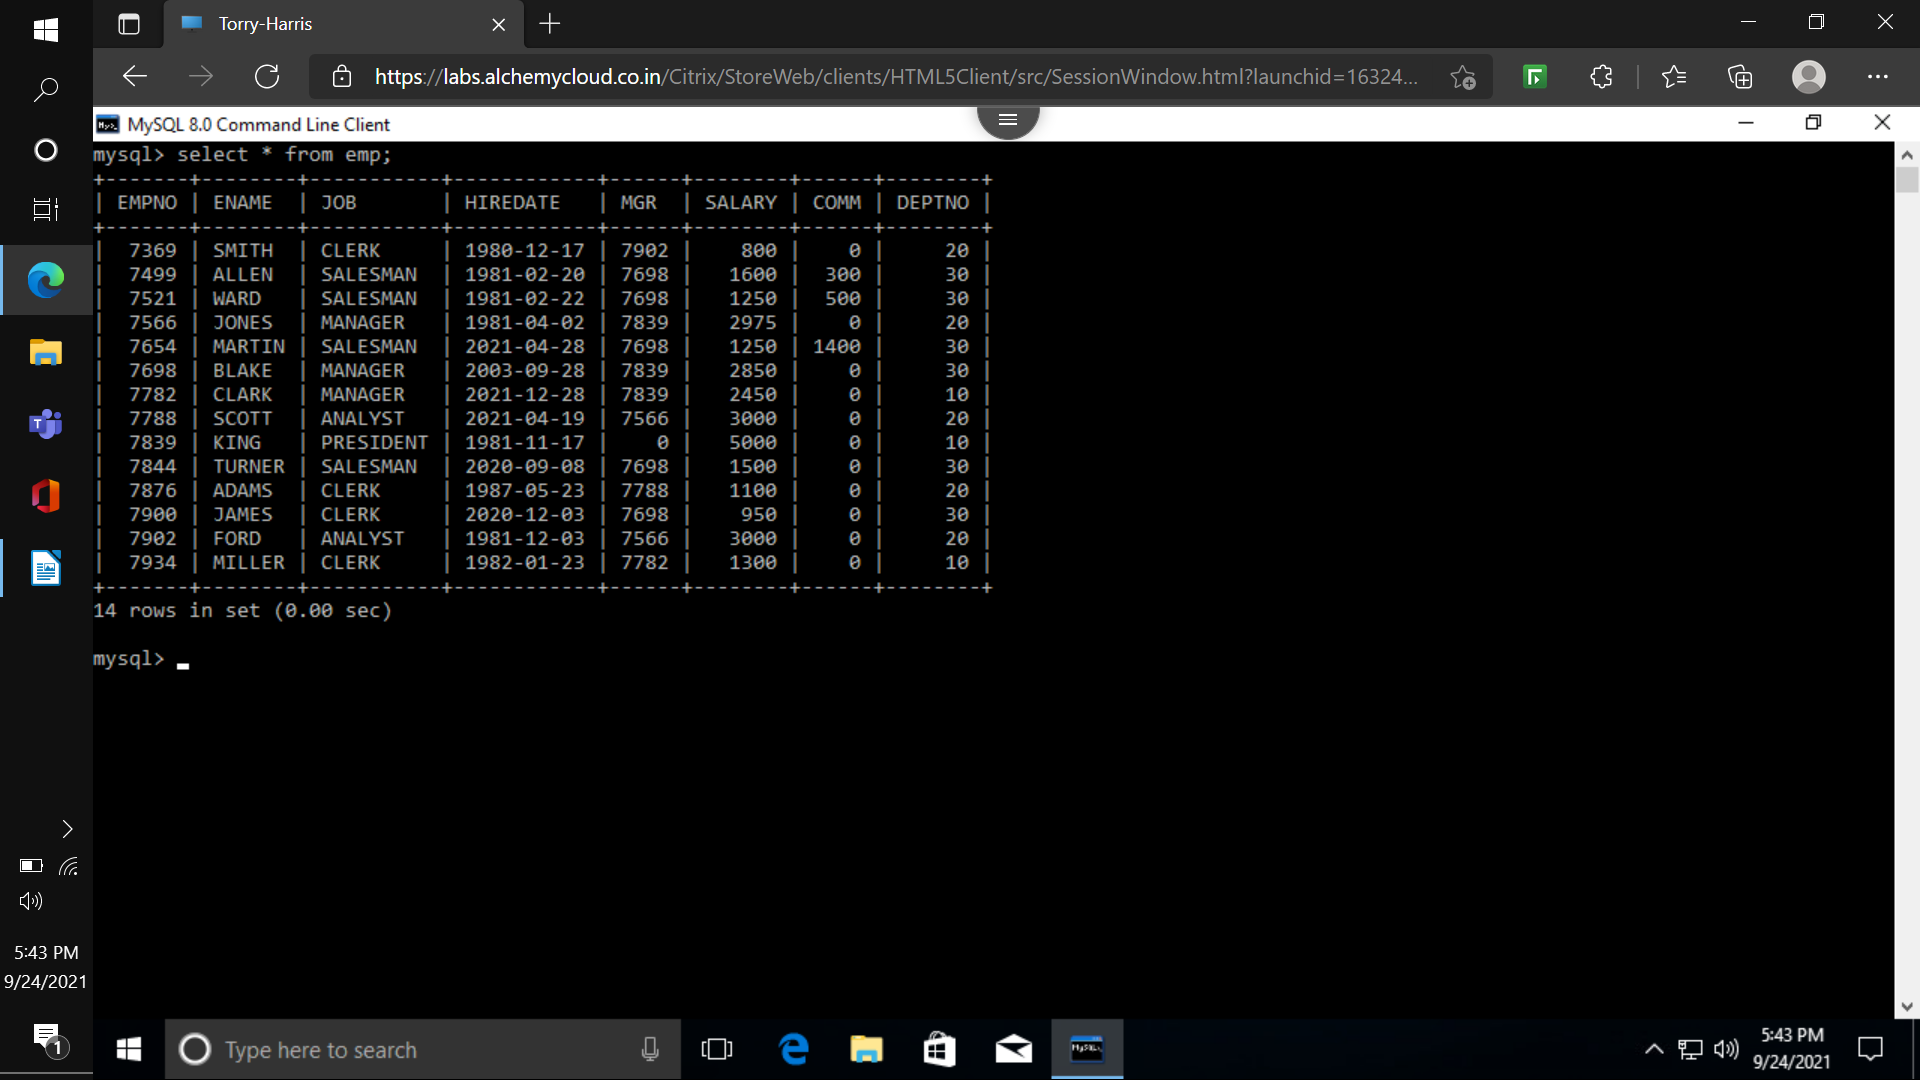 Torry-Harris
https://labs.alchemycloud.co.in/Citrix/StoreWeb/clients/HTML5Client/src/SessionWindow.html?launchid=16324...
MySQL 8.0 Command Line Client
mysql> select * from emp;
+-------+--------+-----------+------------+------+--------+------+--------+
| EMPNO | ENAME  | JOB       | HIREDATE   | MGR  | SALARY | COMM | DEPTNO |
+-------+--------+-----------+------------+------+--------+------+--------+
|  7369 | SMITH  | CLERK     | 1980-12-17 | 7902 |    800 |    0 |     20 |
|  7499 | ALLEN  | SALESMAN  | 1981-02-20 | 7698 |   1600 |  300 |     30 |
|  7521 | WARD   | SALESMAN  | 1981-02-22 | 7698 |   1250 |  500 |     30 |
|  7566 | JONES  | MANAGER   | 1981-04-02 | 7839 |   2975 |    0 |     20 |
|  7654 | MARTIN | SALESMAN  | 2021-04-28 | 7698 |   1250 | 1400 |     30 |
|  7698 | BLAKE  | MANAGER   | 2003-09-28 | 7839 |   2850 |    0 |     30 |
|  7782 | CLARK  | MANAGER   | 2021-12-28 | 7839 |   2450 |    0 |     10 |
|  7788 | SCOTT  | ANALYST   | 2021-04-19 | 7566 |   3000 |    0 |     20 |
|  7839 | KING   | PRESIDENT | 1981-11-17 |    0 |   5000 |    0 |     10 |
|  7844 | TURNER | SALESMAN  | 2020-09-08 | 7698 |   1500 |    0 |     30 |
|  7876 | ADAMS  | CLERK     | 1987-05-23 | 7788 |   1100 |    0 |     20 |
|  7900 | JAMES  | CLERK     | 2020-12-03 | 7698 |    950 |    0 |     30 |
|  7902 | FORD   | ANALYST   | 1981-12-03 | 7566 |   3000 |    0 |     20 |
|  7934 | MILLER | CLERK     | 1982-01-23 | 7782 |   1300 |    0 |     10 |
+-------+--------+-----------+------------+------+--------+------+--------+
14 rows in set (0.00 sec)
mysql>
5:43 PM
9/24/2021
1
Type here to search
5:43 PM
9/24/2021